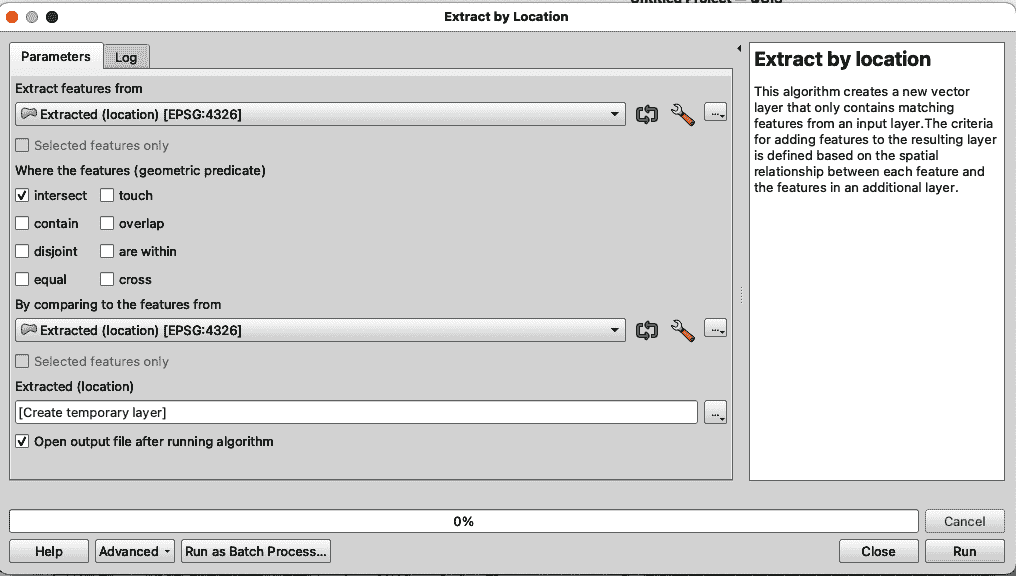 Extract by Location
Parameters
Log
Extract features from
Extracted (location) [EPSG:4326]
...
Selected features only
Where the features (geometric predicate)
intersect touch
contain overlap
disjoint are within
equal cross
By comparing to the features from
Extracted (location) [EPSG:4326]
...
Selected features only
Extracted (location)
[Create temporary layer]
...
Open output file after running algorithm
Extract by location
This algorithm creates a new vector
layer that only contains matching
features from an input layer.The criteria
for adding features to the resulting layer
is defined based on the spatial
relationship between each feature and
the features in an additional layer.
0%
Cancel
Help Advanced Run as Batch Process... Close Run